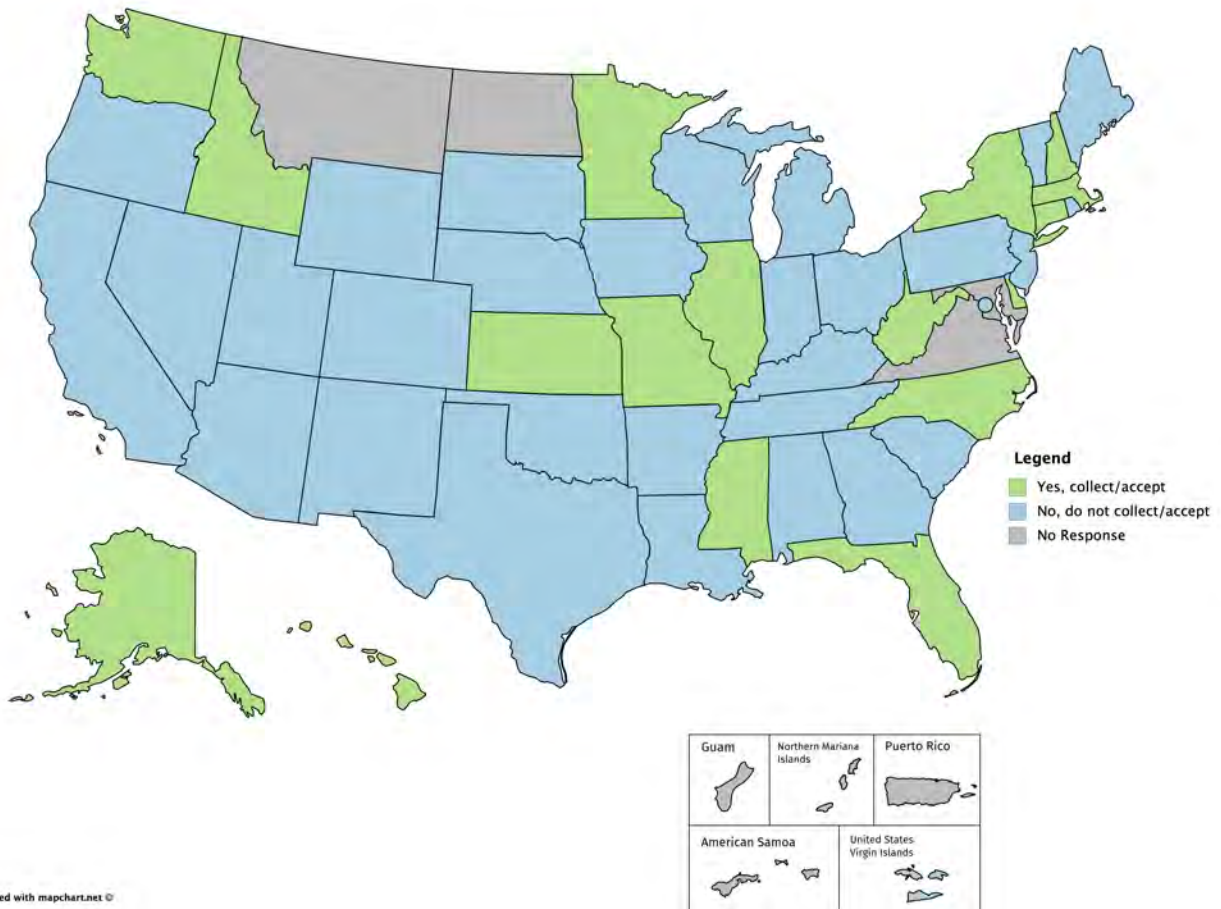 Legend
Yes, collect/accept
No, do not collect/accept
No Response
Guam
Northern Mariana
Islands
Puerto Rico
American Samoa
United States
Virgin Islands
ed with mapchart.net ©